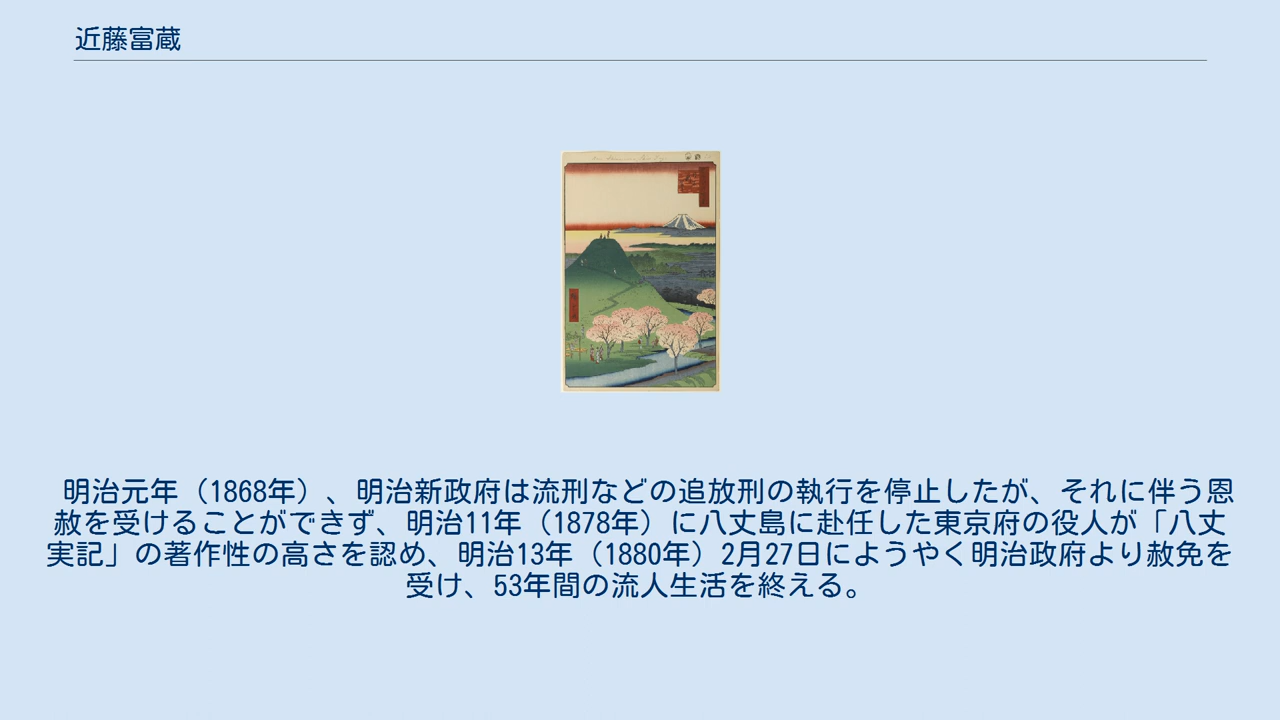 近藤富蔵
明治元年（1868年）、明治新政府は流刑などの追放刑の執行を停止したが、それに伴う恩
赦を受けることができず、明治11年（1878年）に八丈島に赴任した東京府の役人が「八丈
実記」の著作性の高さを認め、明治13年（1880年）2月27日にようやく明治政府より赦免を
受け、53年間の流人生活を終える。